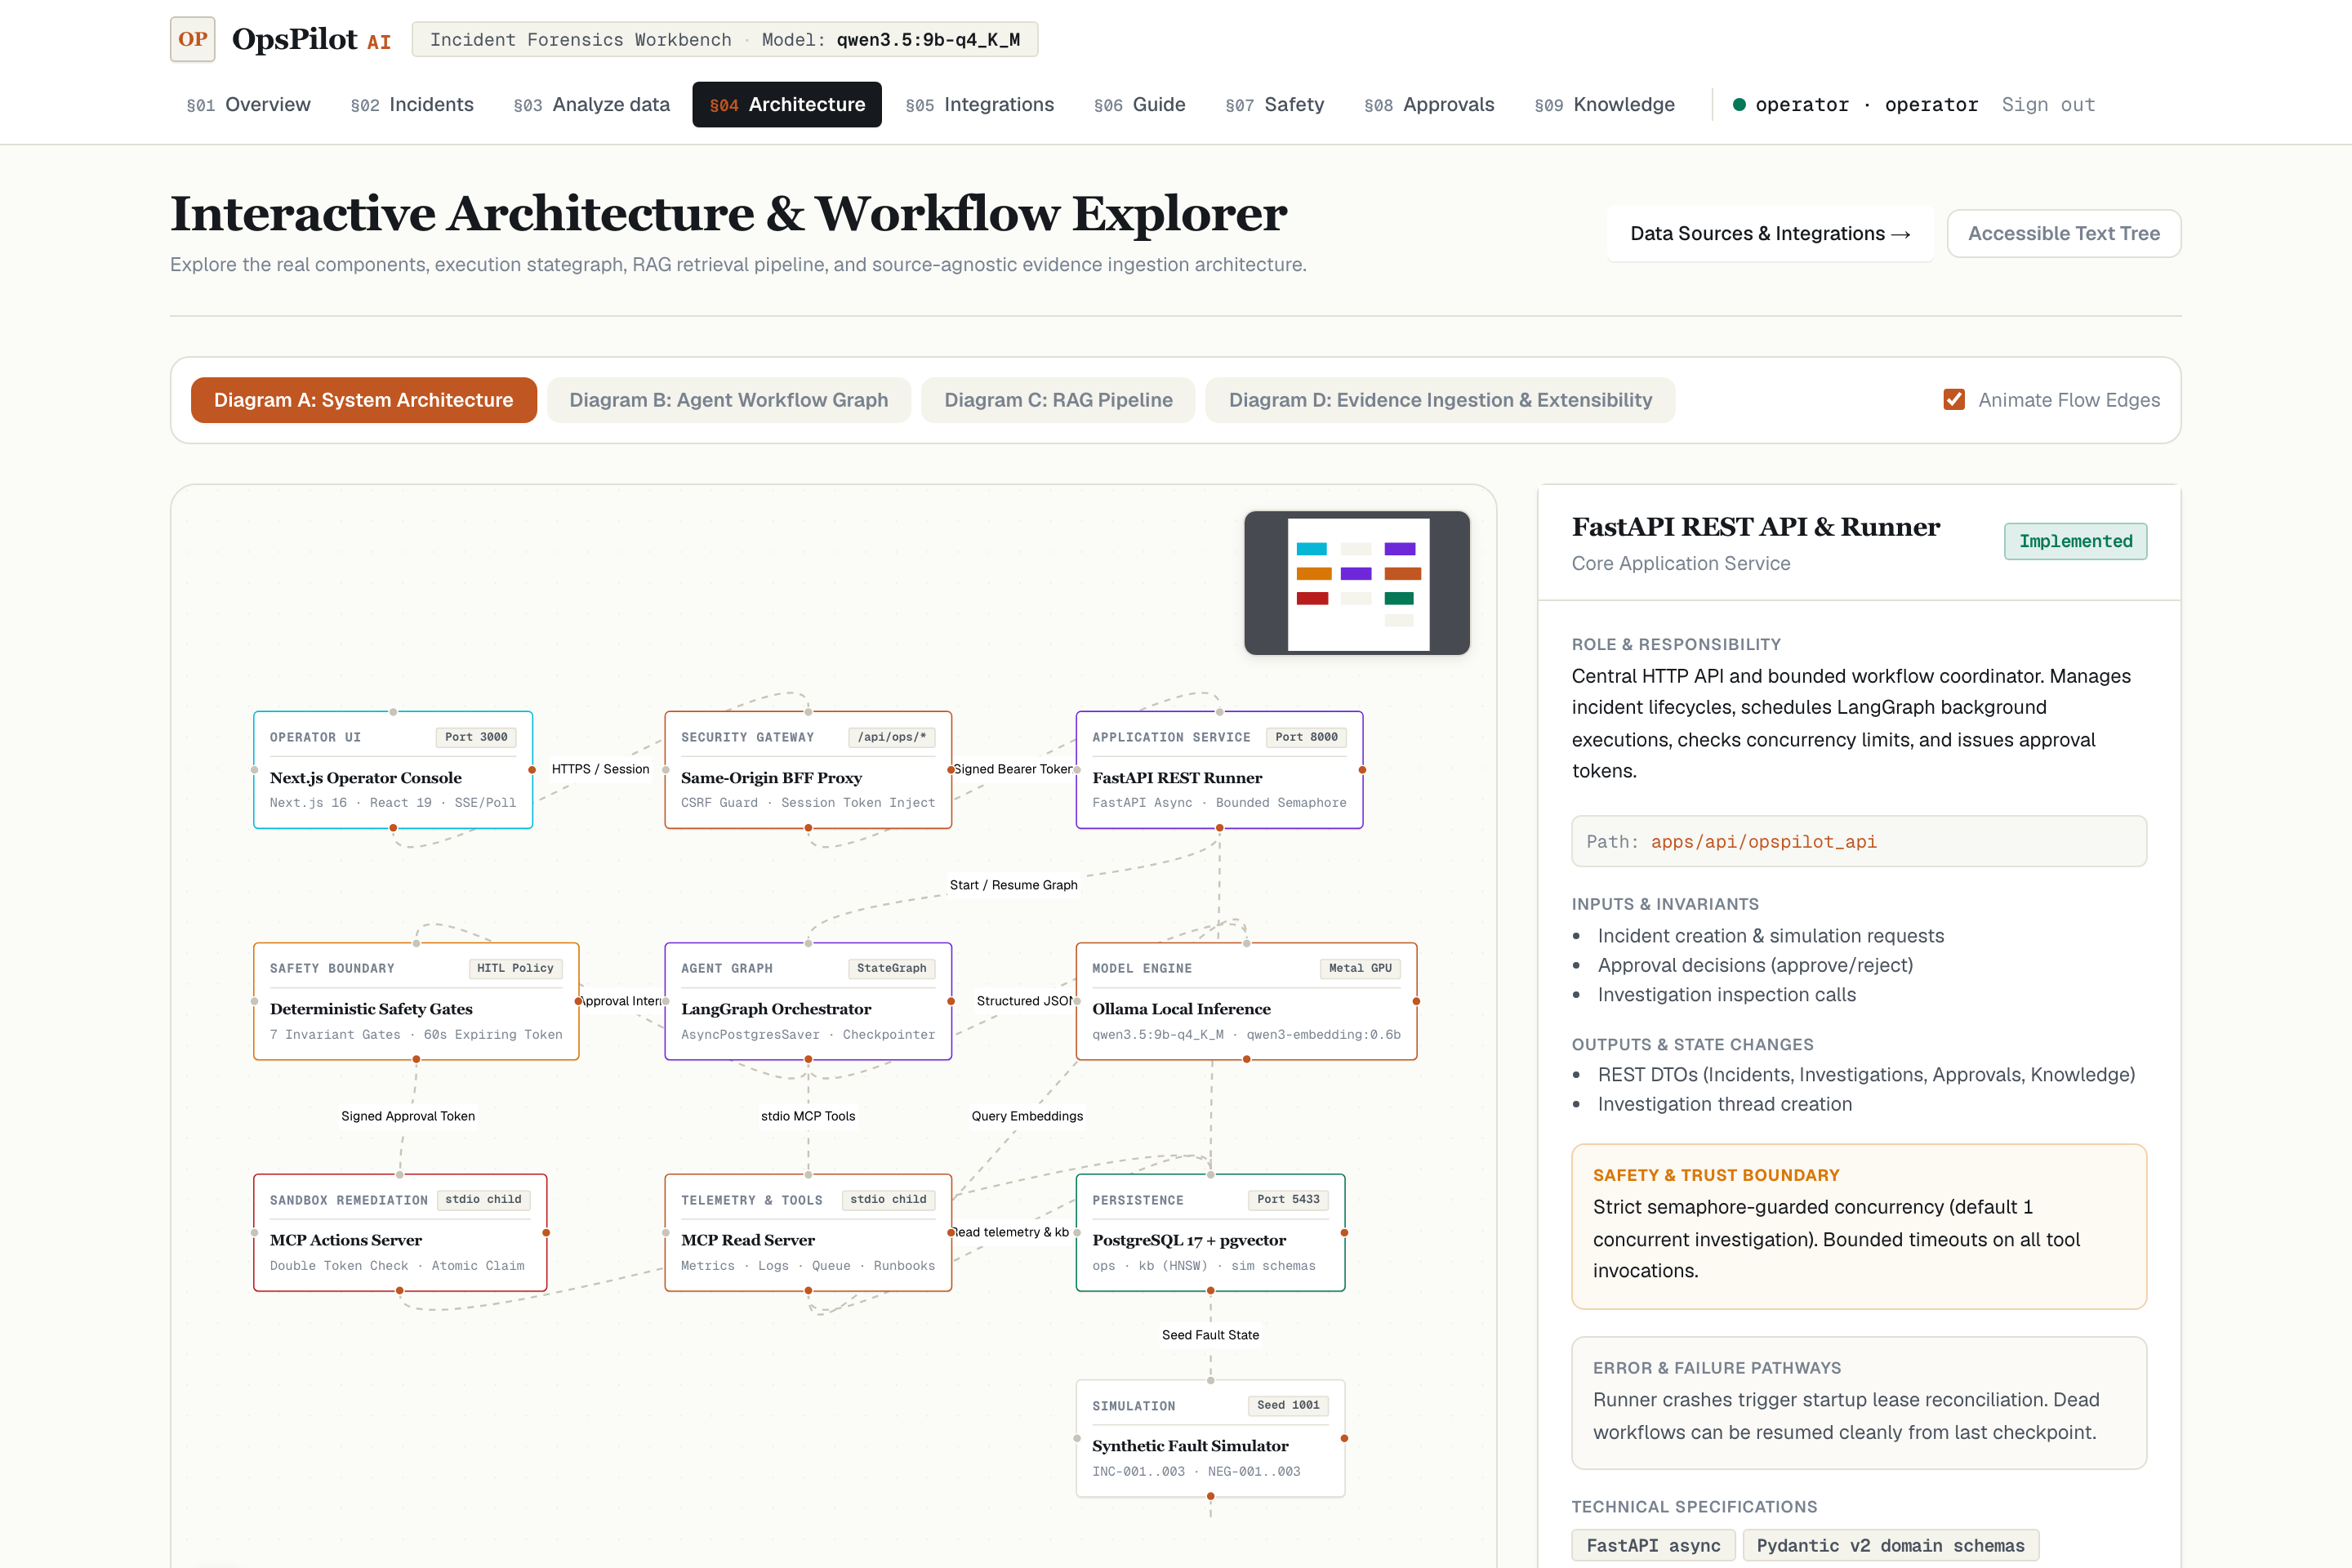 OP OpsPilot AI Incident Forensics Workbench · Model: qwen3.5:9b-q4_K_M
§01 Overview §02 Incidents §03 Analyze data §04 Architecture §05 Integrations §06 Guide §07 Safety §08 Approvals §09 Knowledge operator · operator Sign out
Interactive Architecture & Workflow Explorer
Explore the real components, execution stategraph, RAG retrieval pipeline, and source-agnostic evidence ingestion architecture.
Data Sources & Integrations → Accessible Text Tree
Diagram A: System Architecture Diagram B: Agent Workflow Graph Diagram C: RAG Pipeline Diagram D: Evidence Ingestion & Extensibility Animate Flow Edges
OPERATOR UI Port 3000
Next.js Operator Console
Next.js 16 · React 19 · SSE/Poll
HTTPS / Session
SECURITY GATEWAY /api/ops/*
Same-Origin BFF Proxy
CSRF Guard · Session Token Inject
Signed Bearer Token
APPLICATION SERVICE Port 8000
FastAPI REST Runner
FastAPI Async · Bounded Semaphore
Start / Resume Graph
SAFETY BOUNDARY HITL Policy
Deterministic Safety Gates
7 Invariant Gates · 60s Expiring Token
Approval
AGENT GRAPH StateGraph
LangGraph Orchestrator
AsyncPostgresSaver · Checkpointer
Structured JSON
MODEL ENGINE Metal GPU
Ollama Local Inference
qwen3.5:9b-q4_K_M · qwen3-embedding:0.6b
Signed Approval Token
stdio MCP Tools
Query Embeddings
SANDBOX REMEDIATION stdio child
MCP Actions Server
Double Token Check · Atomic Claim
TELEMETRY & TOOLS stdio child
MCP Read Server
Metrics · Logs · Queue · Runbooks
Read telemetry & kb
PERSISTENCE Port 5433
PostgreSQL 17 + pgvector
ops · kb (HNSW) · sim schemas
Seed Fault State
SIMULATION Seed 1001
Synthetic Fault Simulator
INC-001..003 · NEG-001..003
FastAPI REST API & Runner Implemented
Core Application Service
ROLE & RESPONSIBILITY
Central HTTP API and bounded workflow coordinator. Manages
incident lifecycles, schedules LangGraph background
executions, checks concurrency limits, and issues approval
tokens.
Path: apps/api/opspilot_api
INPUTS & INVARIANTS
• Incident creation & simulation requests
• Approval decisions (approve/reject)
• Investigation inspection calls
OUTPUTS & STATE CHANGES
• REST DTOs (Incidents, Investigations, Approvals, Knowledge)
• Investigation thread creation
SAFETY & TRUST BOUNDARY
Strict semaphore-guarded concurrency (default 1
concurrent investigation). Bounded timeouts on all tool
invocations.
ERROR & FAILURE PATHWAYS
Runner crashes trigger startup lease reconciliation. Dead
workflows can be resumed cleanly from last checkpoint.
TECHNICAL SPECIFICATIONS
FastAPI async Pydantic v2 domain schemas